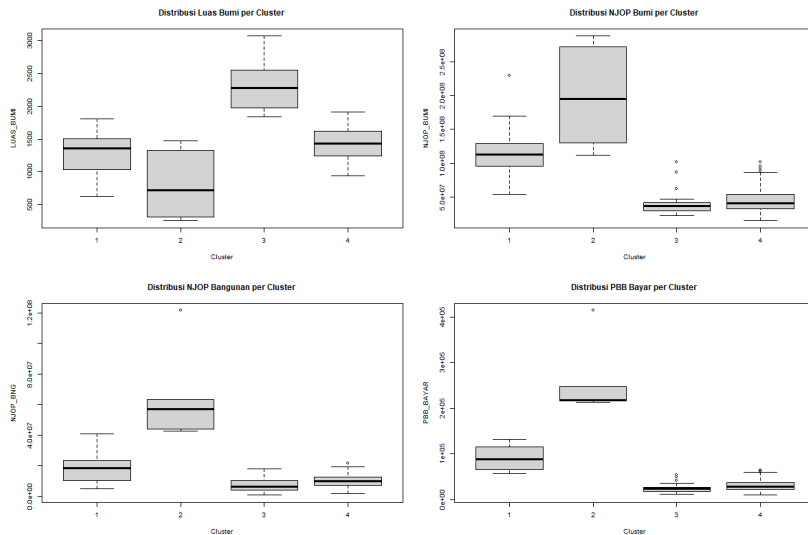 Distribusi Luas Bumi per Cluster
LUAS_BUMI
3000
2500
2000
1500
1000
500
1 2 3 4
Cluster
Distribusi NJOP Bumi per Cluster
NJOP_BUMI
2.5e+08
2.0e+08
1.5e+08
1.0e+08
5.0e+07
1 2 3 4
Cluster
Distribusi NJOP Bangunan per Cluster
NJOP_BNG
1.2e+08
8.0e+07
4.0e+07
0.0e+00
1 2 3 4
Cluster
Distribusi PBB Bayar per Cluster
PBB_BAYAR
4e+05
3e+05
2e+05
1e+05
0e+00
1 2 3 4
Cluster